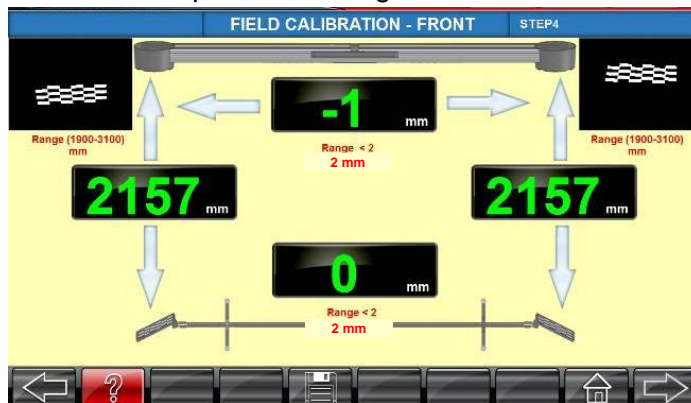 FIELD CALIBRATION - FRONT STEP4
-1 mm
Range < 2
2 mm
Range (1900-3100)
mm
Range (1900-3100)
mm
2157 mm
2157 mm
0 mm
Range < 2
2 mm
?